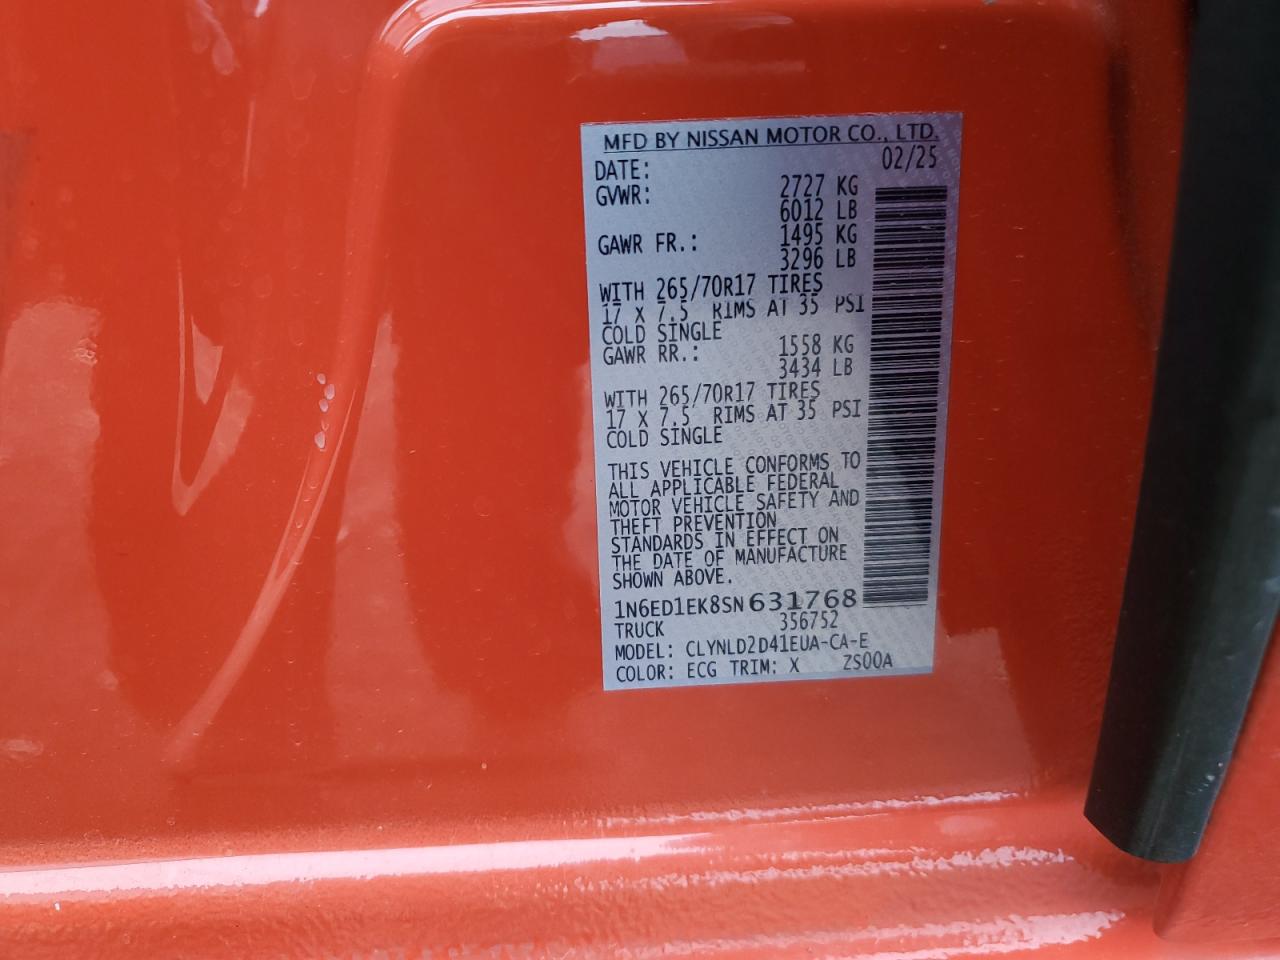 MFD BY NISSAN MOTOR CO., LTD.
DATE: 02/25
GVWR: 2727 KG
6012 LB
GAWR FR.: 1495 KG
3296 LB
WITH 265/70R17 TIRES
17 X 7.5 RIMS AT 35 PSI
COLD SINGLE
GAWR RR.: 1558 KG
3434 LB
WITH 265/70R17 TIRES
17 X 7.5 RIMS AT 35 PSI
COLD SINGLE
THIS VEHICLE CONFORMS TO
ALL APPLICABLE FEDERAL
MOTOR VEHICLE SAFETY AND
THEFT PREVENTION
STANDARDS IN EFFECT ON
THE DATE OF MANUFACTURE
SHOWN ABOVE.
1N6ED1EK8SN631768
TRUCK 356752
MODEL: CLYNLD2D41EUA-CA-E
COLOR: ECG TRIM: X ZS00A